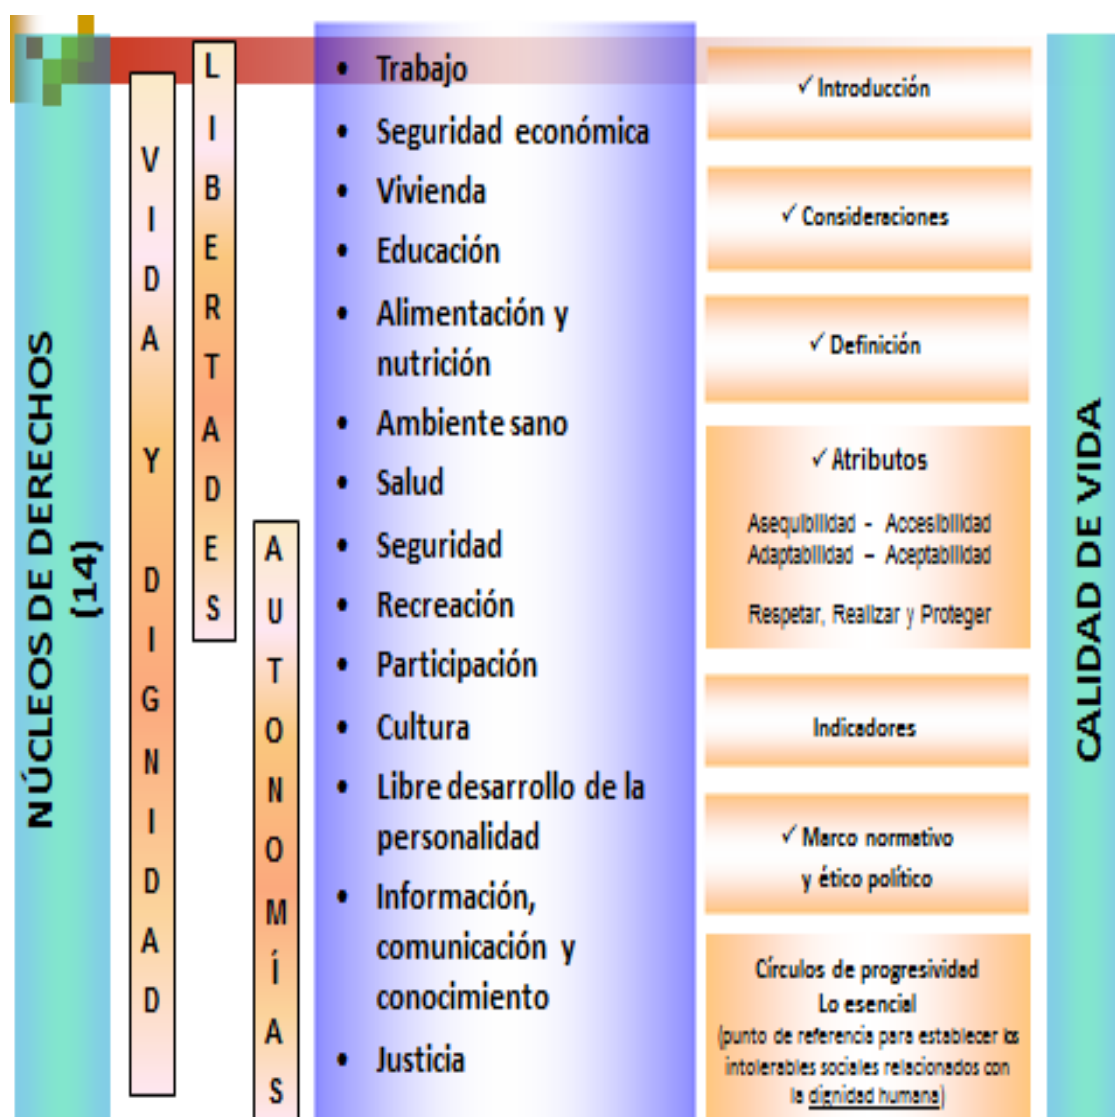 NÚCLEOS DE DERECHOS
(14)
VIDA Y DIGNIDAD
LIBERTADES
AUTONOMÍAS
• Trabajo
• Seguridad económica
• Vivienda
• Educación
• Alimentación y
nutrición
• Ambiente sano
• Salud
• Seguridad
• Recreación
• Participación
• Cultura
• Libre desarrollo de la
personalidad
• Información,
comunicación y
conocimiento
• Justicia
✓ Introducción
✓ Consideraciones
✓ Definición
✓ Atributos
Asequibilidad - Accesibilidad
Adaptabilidad – Aceptabilidad
Respetar, Realizar y Proteger
Indicadores
✓ Marco normativo
y ético político
Círculos de progresividad
Lo esencial
(punto de referencia para establecer los
intolerables sociales relacionados con
la dignidad humana)
CALIDAD DE VIDA